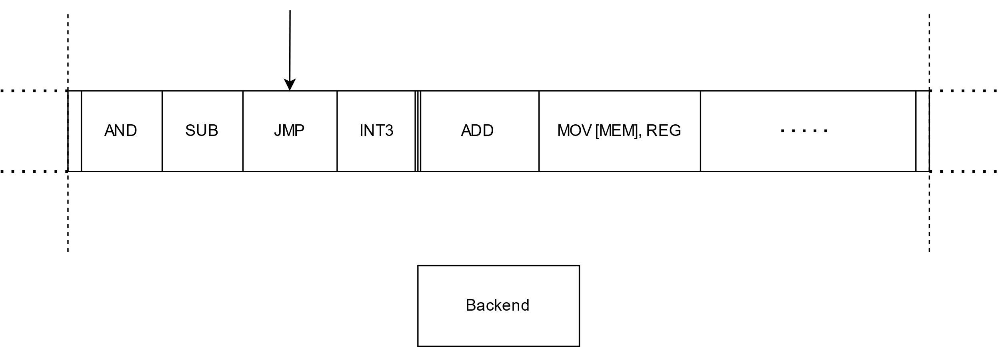 AND SUB JMP INT3 ADD MOV [MEM], REG .....
Backend